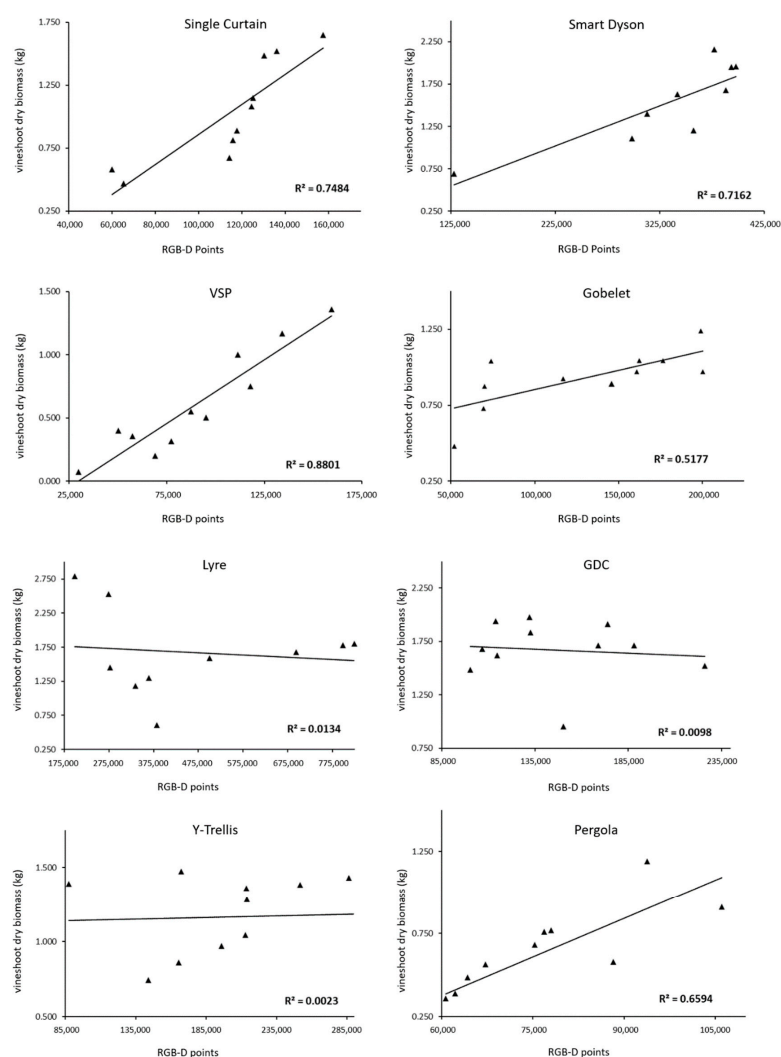 Single Curtain
vineshoot dry biomass (kg)
1.750
1.250
0.750
0.250
R² = 0.7484
40,000 60,000 80,000 100,000 120,000 140,000 160,000
RGB-D Points
Smart Dyson
vineshoot dry biomass (kg)
2.250
1.750
1.250
0.750
0.250
R² = 0.7162
125,000 225,000 325,000 425,000
RGB-D Points
VSP
vineshoot dry biomass (kg)
1.500
1.000
0.500
0.000
R² = 0.8801
25,000 75,000 125,000 175,000
RGB-D points
Gobelet
vineshoot dry biomass (kg)
1.250
0.750
0.250
R² = 0.5177
50,000 100,000 150,000 200,000
RGB-D points
Lyre
vineshoot dry biomass (kg)
2.750
2.250
1.750
1.250
0.750
0.250
R² = 0.0134
175,000 275,000 375,000 475,000 575,000 675,000 775,000
RGB-D points
GDC
vineshoot dry biomass (kg)
2.250
1.750
1.250
0.750
R² = 0.0098
85,000 135,000 185,000 235,000
RGB-D points
Y-Trellis
vineshoot dry biomass (kg)
1.500
1.000
0.500
R² = 0.0023
85,000 135,000 185,000 235,000 285,000
RGB-D points
Pergola
vineshoot dry biomass (kg)
1.250
0.750
0.250
R² = 0.6594
60,000 75,000 90,000 105,000
RGB-D points